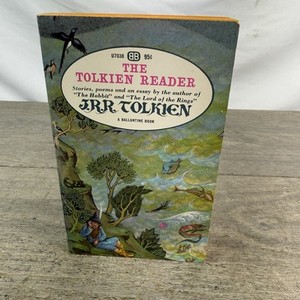 U7038 BB 95¢
THE
TOLKIEN READER
Stories, poems and an essay by the author of
"The Hobbit" and "The Lord of the Rings"
J.R.R. TOLKIEN
A BALLANTINE BOOK